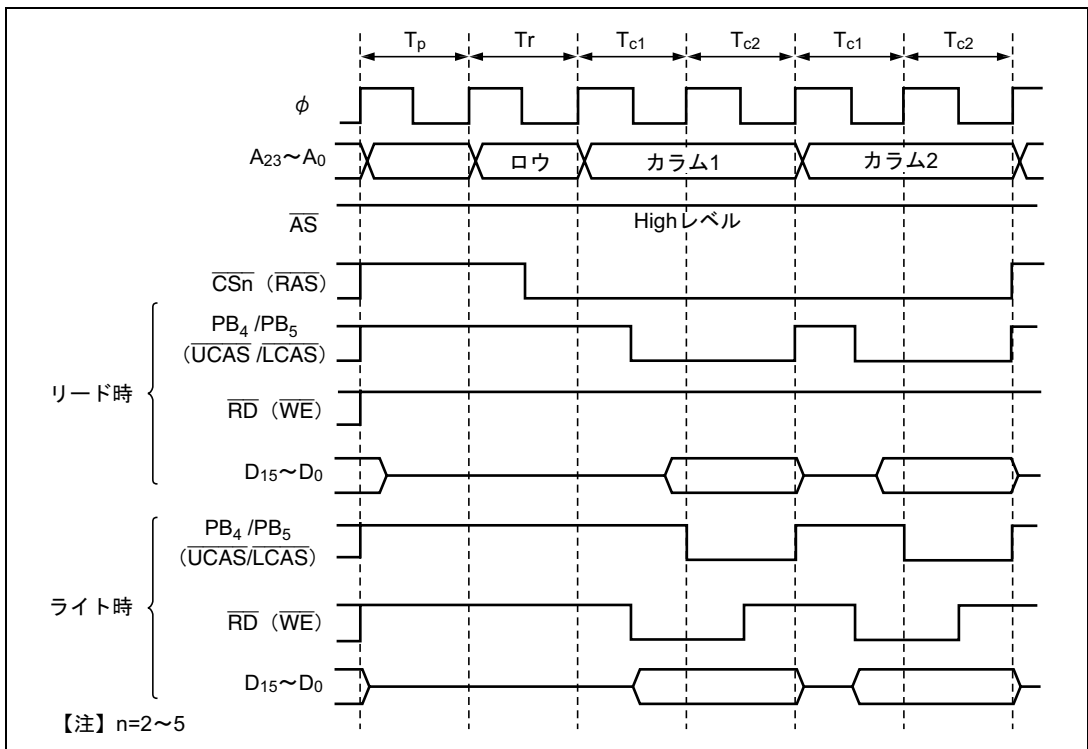 Tp Tr Tc1 Tc2 Tc1 Tc2
φ
A23〜A0 ロウ カラム1 カラム2
AS Highレベル
CSn（RAS）
リード時
PB4 /PB5
（UCAS /LCAS）
RD（WE）
D15〜D0
ライト時
PB4 /PB5
（UCAS/LCAS）
RD（WE）
D15〜D0
【注】n=2〜5